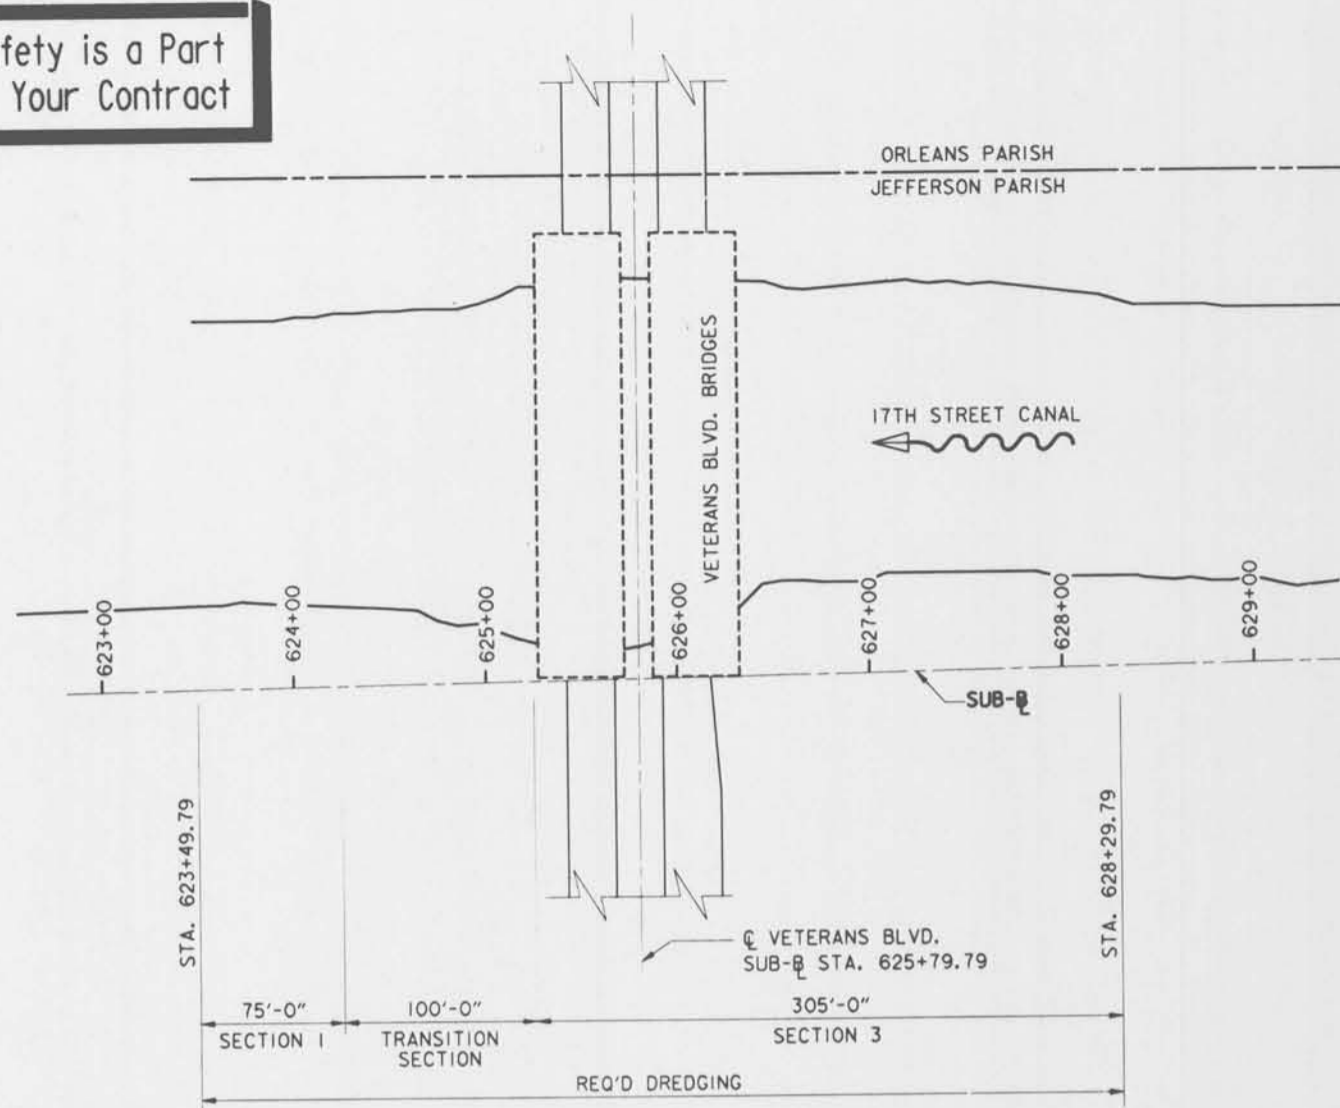 fety is a Part
Your Contract
ORLEANS PARISH
JEFFERSON PARISH
VETERANS BLVD. BRIDGES
17TH STREET CANAL
623+00
624+00
625+00
626+00
627+00
628+00
629+00
SUB-℄
STA. 623+49.79
STA. 628+29.79
℄ VETERANS BLVD.
SUB-℄ STA. 625+79.79
75'-0"
100'-0"
305'-0"
SECTION 1
TRANSITION
SECTION
SECTION 3
REQ'D DREDGING